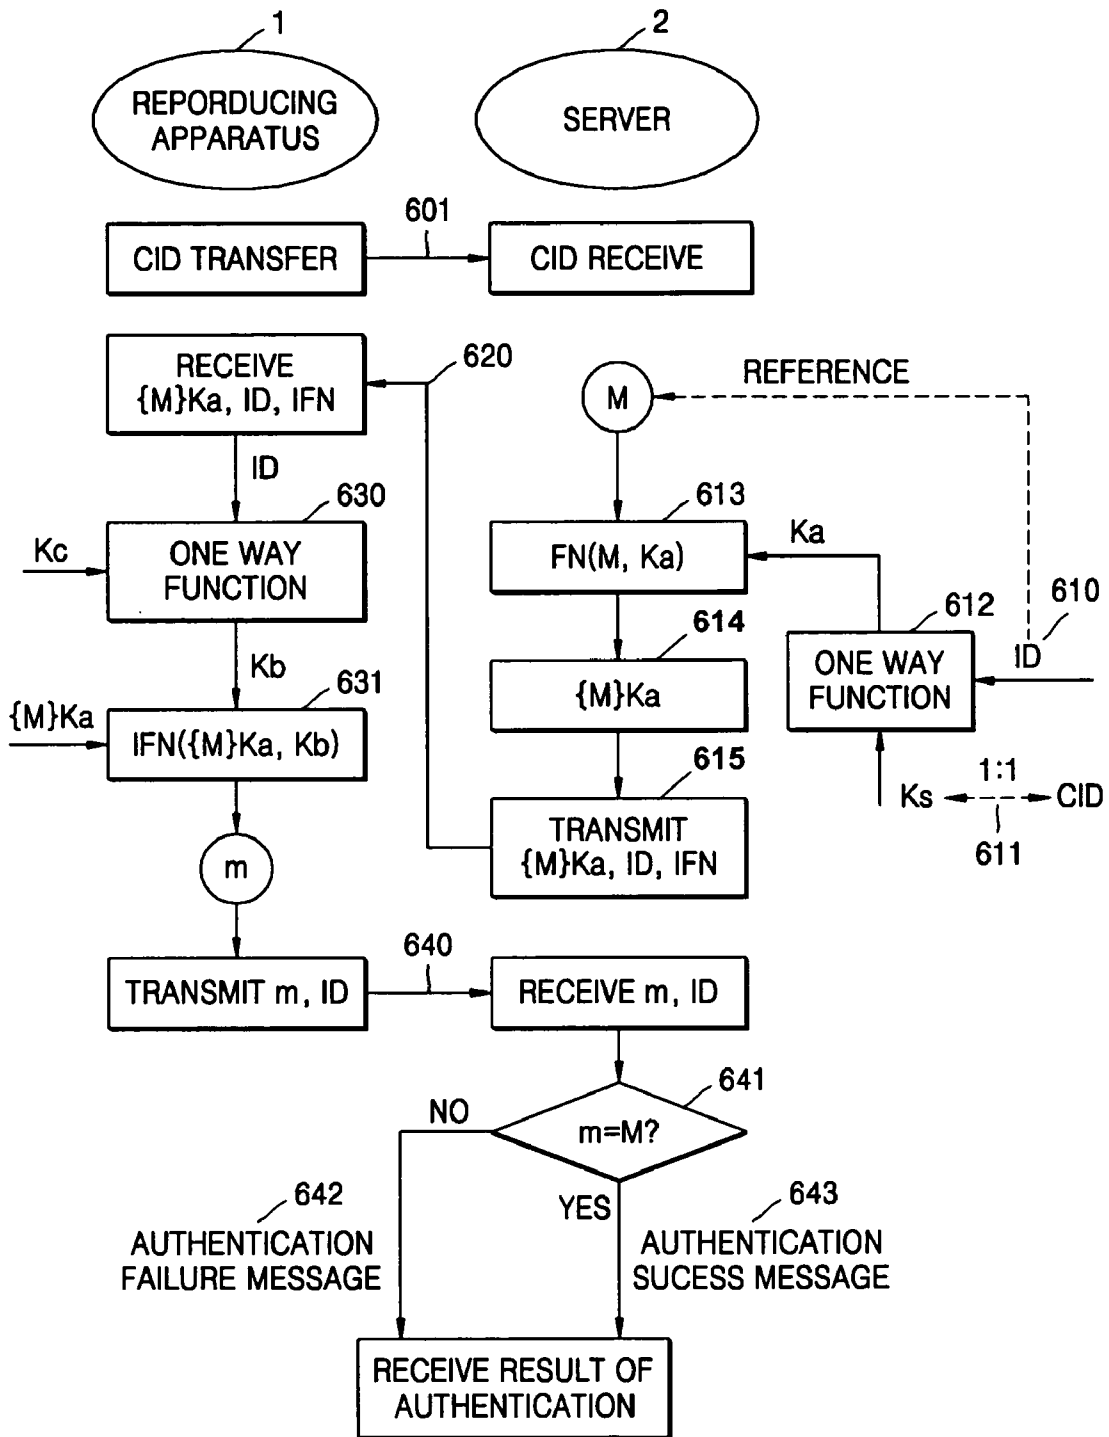 1
2
REPORDUCING
APPARATUS
SERVER
601
CID TRANSFER
CID RECEIVE
RECEIVE
{M}Ka, ID, IFN
620
REFERENCE
M
ID
630
613
Kc
ONE WAY
FUNCTION
FN(M, Ka)
Ka
610
612
614
ID
Kb
631
{M}Ka
ONE WAY
FUNCTION
{M}Ka
IFN({M}Ka, Kb)
615
1:1
Ks
CID
611
TRANSMIT
{M}Ka, ID, IFN
m
640
TRANSMIT m, ID
RECEIVE m, ID
641
NO
m=M?
642
YES
643
AUTHENTICATION
FAILURE MESSAGE
AUTHENTICATION
SUCESS MESSAGE
RECEIVE RESULT OF
AUTHENTICATION